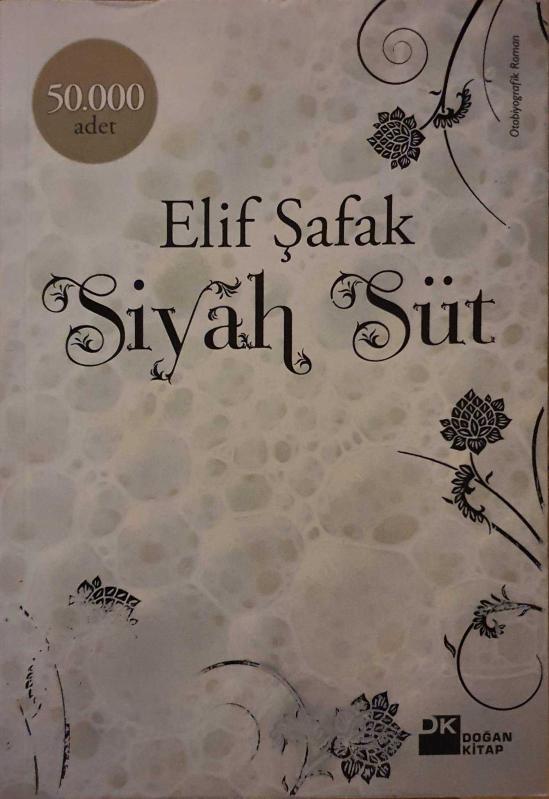 50.000
adet
Otobiyografik Roman
Elif Şafak
Siyah Süt
DK
DOĞAN
KİTAP